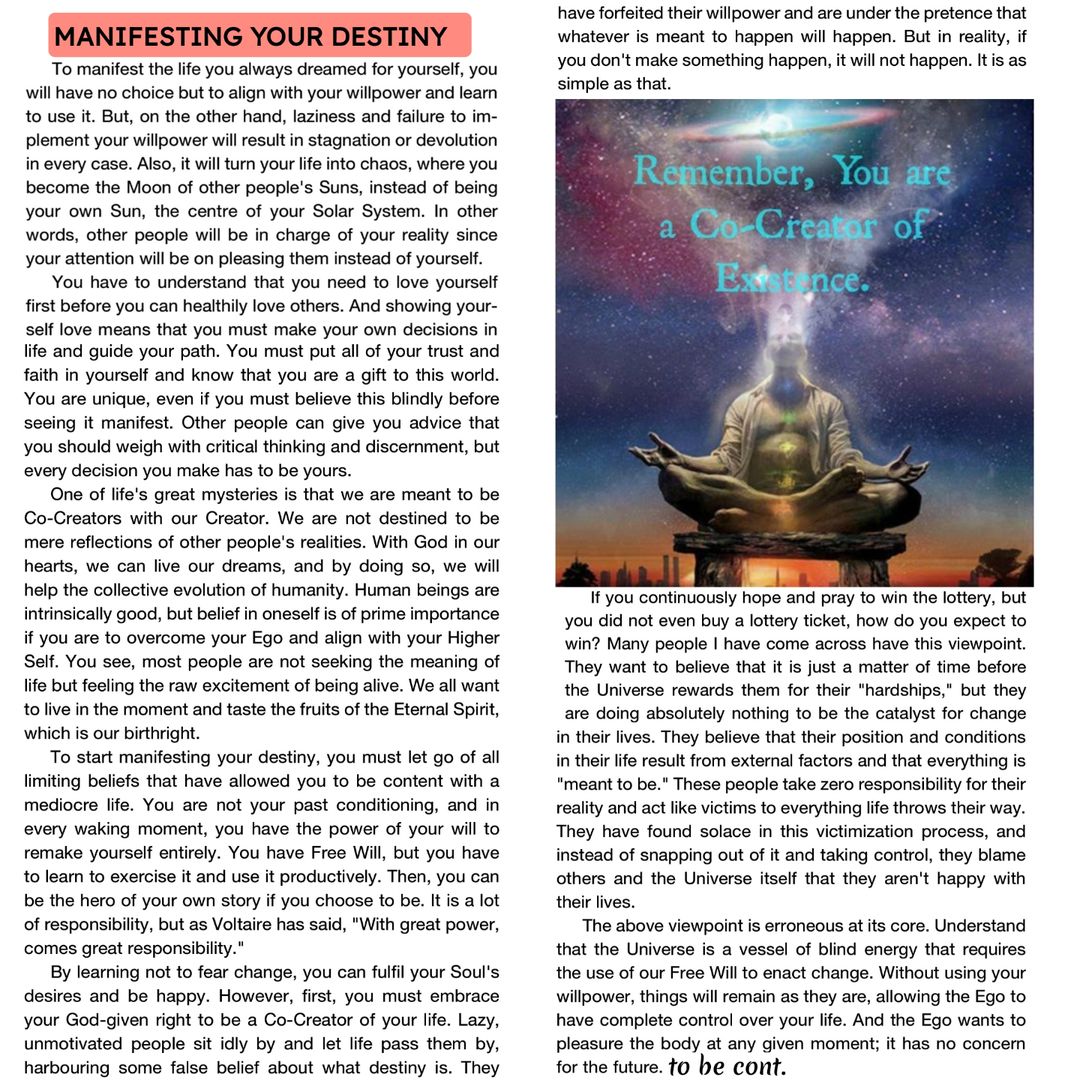 MANIFESTING YOUR DESTINY
To manifest the life you always dreamed for yourself, you
will have no choice but to align with your willpower and learn
to use it. But, on the other hand, laziness and failure to im-
plement your willpower will result in stagnation or devolution
in every case. Also, it will turn your life into chaos, where you
become the Moon of other people's Suns, instead of being
your own Sun, the centre of your Solar System. In other
words, other people will be in charge of your reality since
your attention will be on pleasing them instead of yourself.
You have to understand that you need to love yourself
first before you can healthily love others. And showing your-
self love means that you must make your own decisions in
life and guide your path. You must put all of your trust and
faith in yourself and know that you are a gift to this world.
You are unique, even if you must believe this blindly before
seeing it manifest. Other people can give you advice that
you should weigh with critical thinking and discernment, but
every decision you make has to be yours.
One of life's great mysteries is that we are meant to be
Co-Creators with our Creator. We are not destined to be
mere reflections of other people's realities. With God in our
hearts, we can live our dreams, and by doing so, we will
help the collective evolution of humanity. Human beings are
intrinsically good, but belief in oneself is of prime importance
if you are to overcome your Ego and align with your Higher
Self. You see, most people are not seeking the meaning of
life but feeling the raw excitement of being alive. We all want
to live in the moment and taste the fruits of the Eternal Spirit,
which is our birthright.
To start manifesting your destiny, you must let go of all
limiting beliefs that have allowed you to be content with a
mediocre life. You are not your past conditioning, and in
every waking moment, you have the power of your will to
remake yourself entirely. You have Free Will, but you have
to learn to exercise it and use it productively. Then, you can
be the hero of your own story if you choose to be. It is a lot
of responsibility, but as Voltaire has said, "With great power,
comes great responsibility."
By learning not to fear change, you can fulfil your Soul's
desires and be happy. However, first, you must embrace
your God-given right to be a Co-Creator of your life. Lazy,
unmotivated people sit idly by and let life pass them by,
harbouring some false belief about what destiny is. They
have forfeited their willpower and are under the pretence that
whatever is meant to happen will happen. But in reality, if
you don't make something happen, it will not happen. It is as
simple as that.
Remember, You are
a Co-Creator of
Existence.
If you continuously hope and pray to win the lottery, but
you did not even buy a lottery ticket, how do you expect to
win? Many people I have come across have this viewpoint.
They want to believe that it is just a matter of time before
the Universe rewards them for their "hardships," but they
are doing absolutely nothing to be the catalyst for change
in their lives. They believe that their position and conditions
in their life result from external factors and that everything is
"meant to be." These people take zero responsibility for their
reality and act like victims to everything life throws their way.
They have found solace in this victimization process, and
instead of snapping out of it and taking control, they blame
others and the Universe itself that they aren't happy with
their lives.
The above viewpoint is erroneous at its core. Understand
that the Universe is a vessel of blind energy that requires
the use of our Free Will to enact change. Without using your
willpower, things will remain as they are, allowing the Ego to
have complete control over your life. And the Ego wants to
pleasure the body at any given moment; it has no concern
for the future. to be cont.